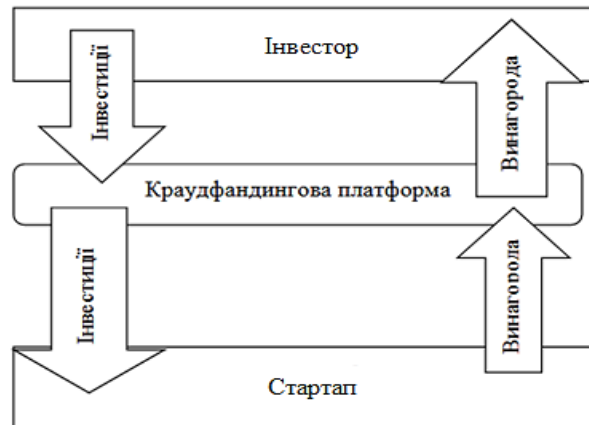 Інвестор
Інвестиції
Винагорода
Краудфандингова платформа
Інвестиції
Винагорода
Стартап